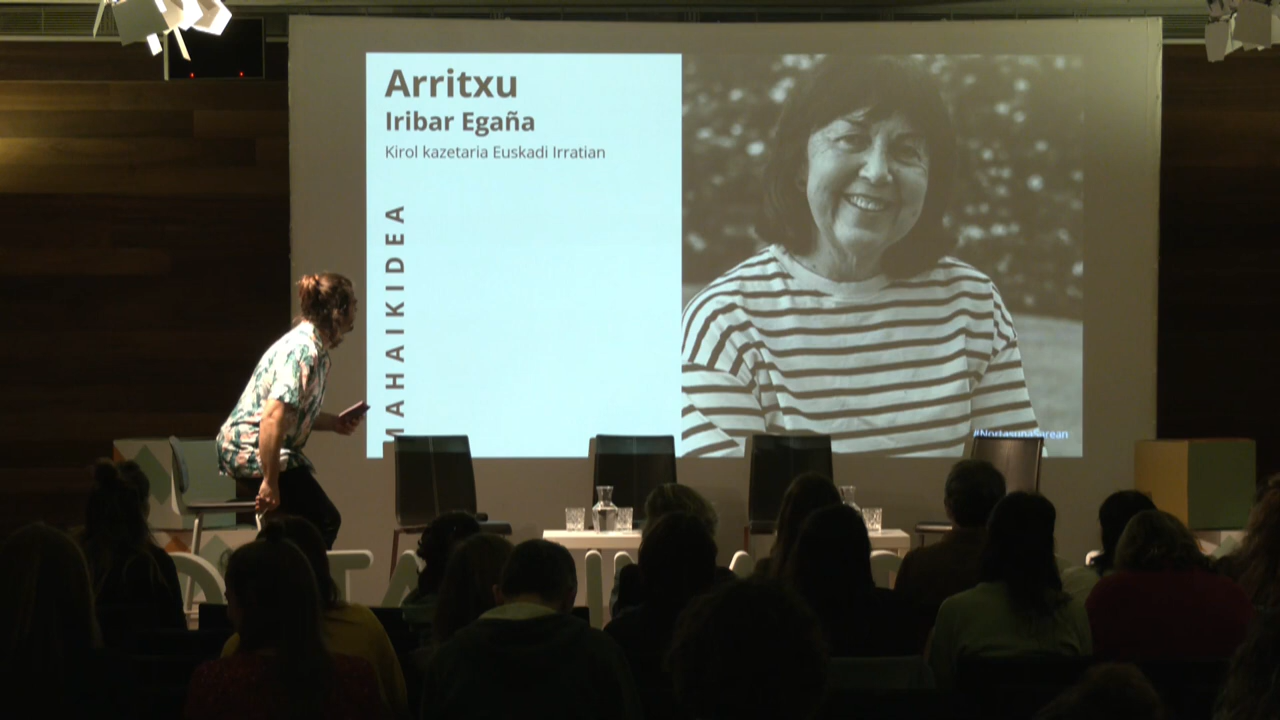 Arritxu
Iribar Egaña
Kirol kazetaria Euskadi Irratian
MAHAIKIDEA
#NortasunaSarean